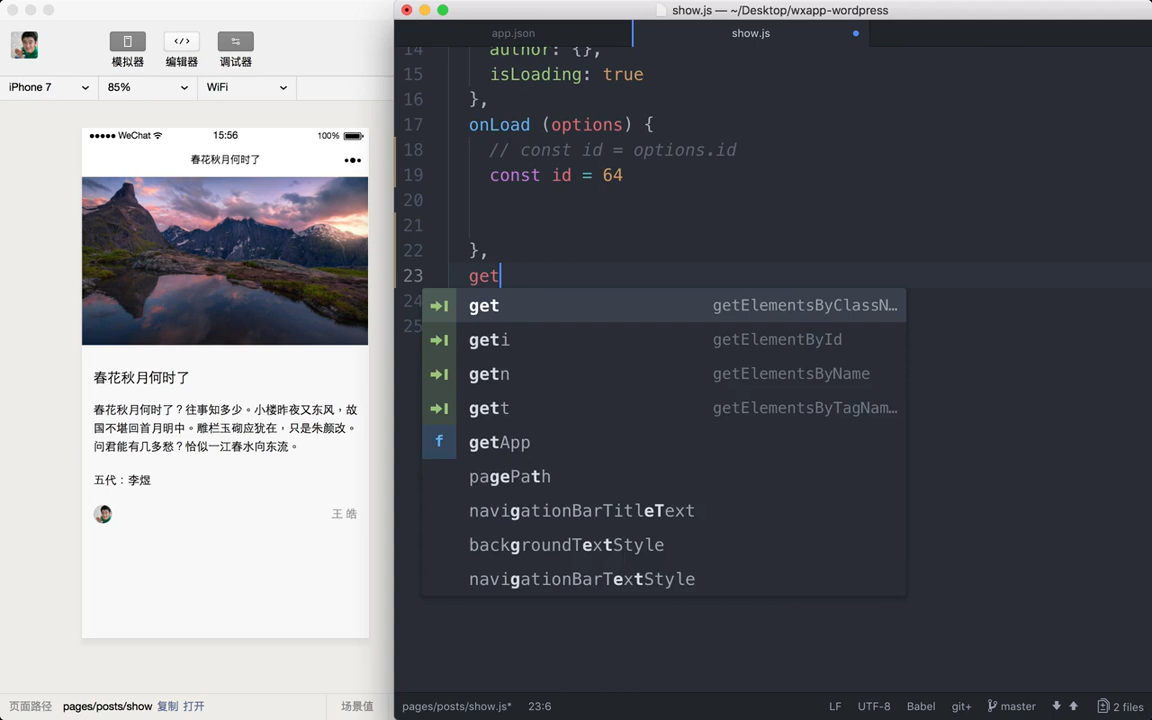 show.js — ~/Desktop/wxapp-wordpress
app.json
show.js
模拟器
编辑器
调试器
iPhone 7
85%
WiFi
WeChat
15:56
100%
春花秋月何时了
春花秋月何时了
春花秋月何时了？往事知多少。小楼昨夜又东风，故
国不堪回首月明中。雕栏玉砌应犹在，只是朱颜改。
问君能有几多愁？恰似一江春水向东流。
五代：李煜
王 皓
页面路径 pages/posts/show 复制 打开
场景值
14 author: {},
15 isLoading: true
16 },
17 onLoad (options) {
18 // const id = options.id
19 const id = 64
20
21
22 },
23 get
24
25
get getElementsByClassN…
geti getElementById
getn getElementsByName
gett getElementsByTagNam…
f getApp
pagePath
navigationBarTitleText
backgroundTextStyle
navigationBarTextStyle
pages/posts/show.js* 23:6
LF UTF-8 Babel git+ master 2 files